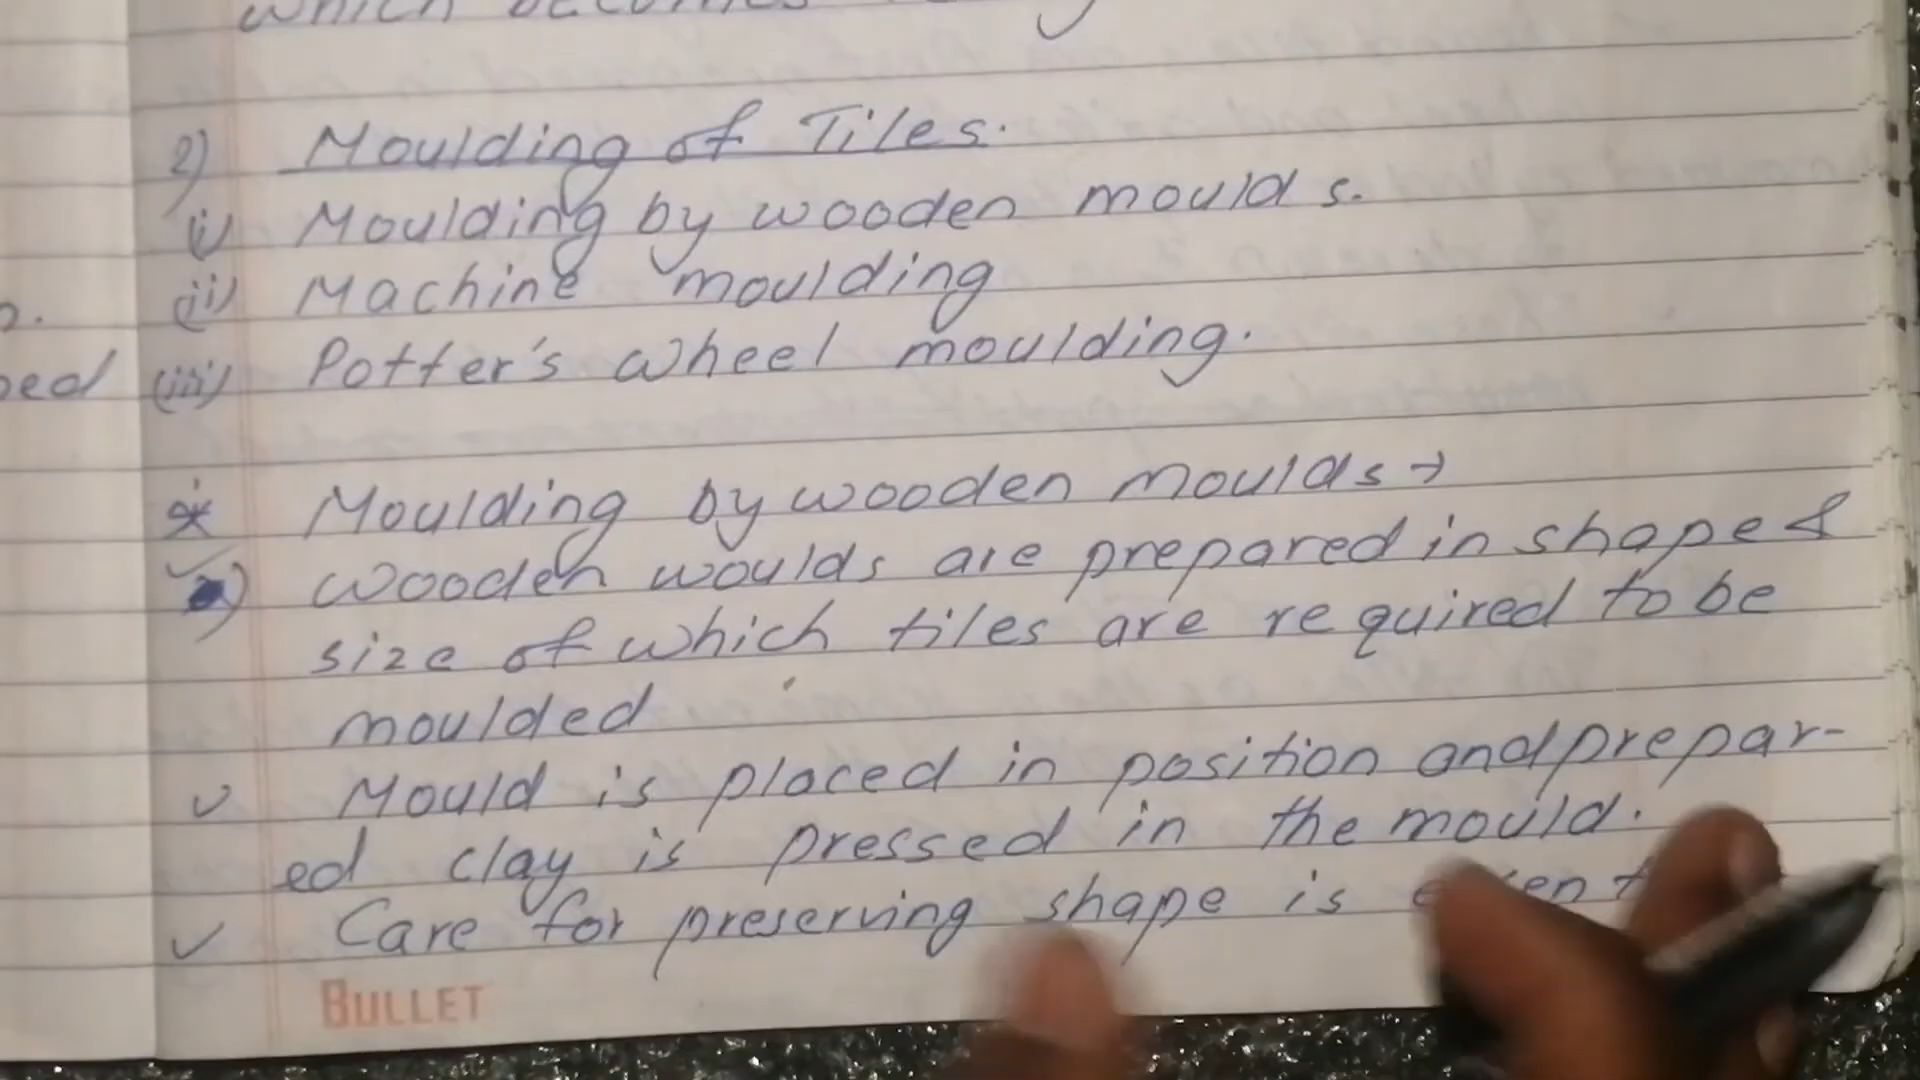 which becomes
2) Moulding of Tiles.
(i) Moulding by wooden moulds.
(ii) Machine moulding
(iii) Potter's wheel moulding.
* Moulding by wooden moulds →
wooden woulds are prepared in shape &
size of which tiles are required to be
moulded
✓ Mould is placed in position and prepar-
ed clay is pressed in the mould.
✓ Care for preserving shape is
BULLET